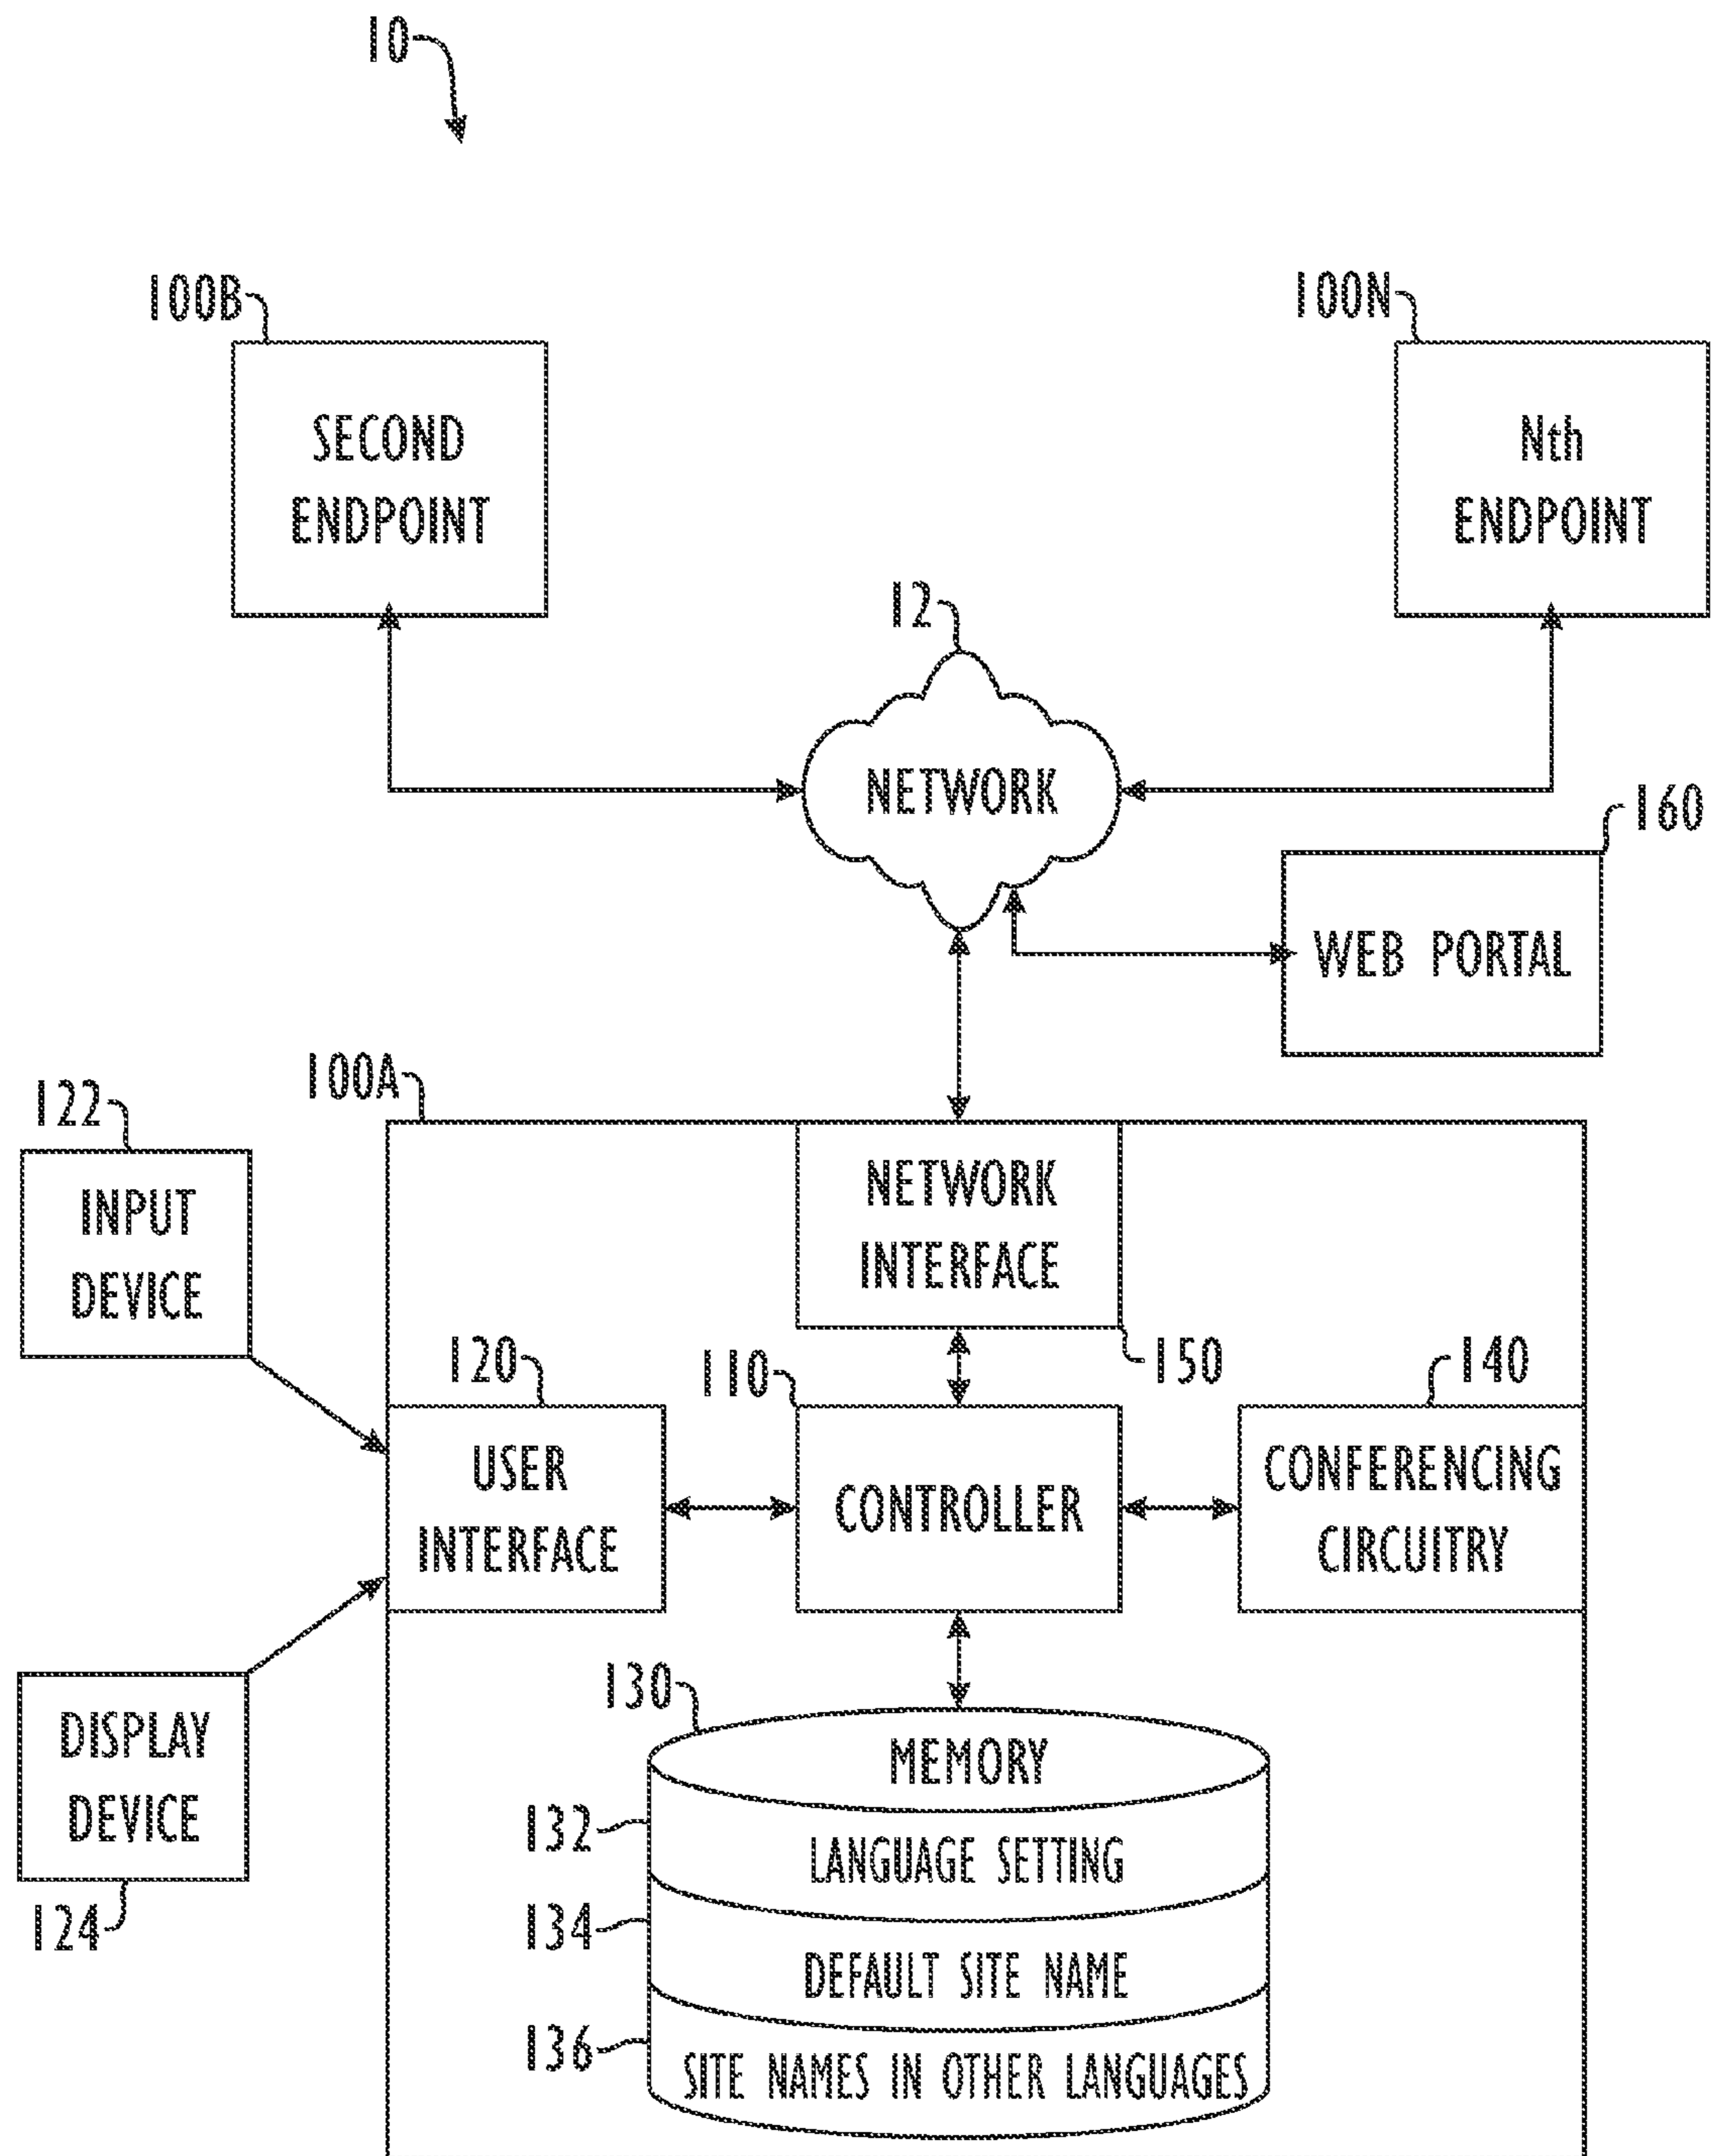 10
100B
100N
SECOND
ENDPOINT
Nth
ENDPOINT
12
NETWORK
160
WEB PORTAL
100A
122
INPUT
DEVICE
NETWORK
INTERFACE
150
120
110
140
USER
INTERFACE
CONTROLLER
CONFERENCING
CIRCUITRY
130
MEMORY
DISPLAY
DEVICE
124
132
LANGUAGE SETTING
134
DEFAULT SITE NAME
136
SITE NAMES IN OTHER LANGUAGES